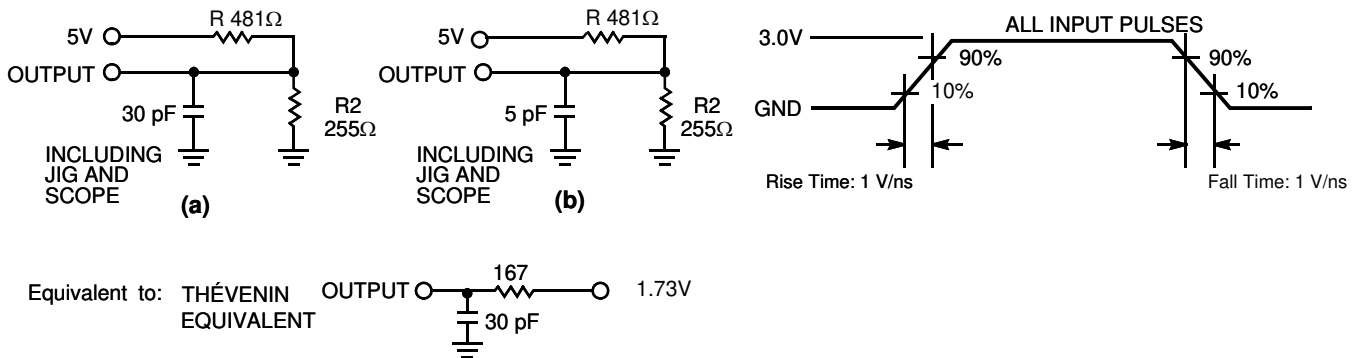 R 481Ω
5V
OUTPUT
30 pF
R2
255Ω
INCLUDING
JIG AND
SCOPE
(a)
R 481Ω
5V
OUTPUT
5 pF
R2
255Ω
INCLUDING
JIG AND
SCOPE
(b)
ALL INPUT PULSES
3.0V
90%
90%
10%
10%
GND
Rise Time: 1 V/ns
Fall Time: 1 V/ns
Equivalent to: THÉVENIN
EQUIVALENT
OUTPUT
167
1.73V
30 pF